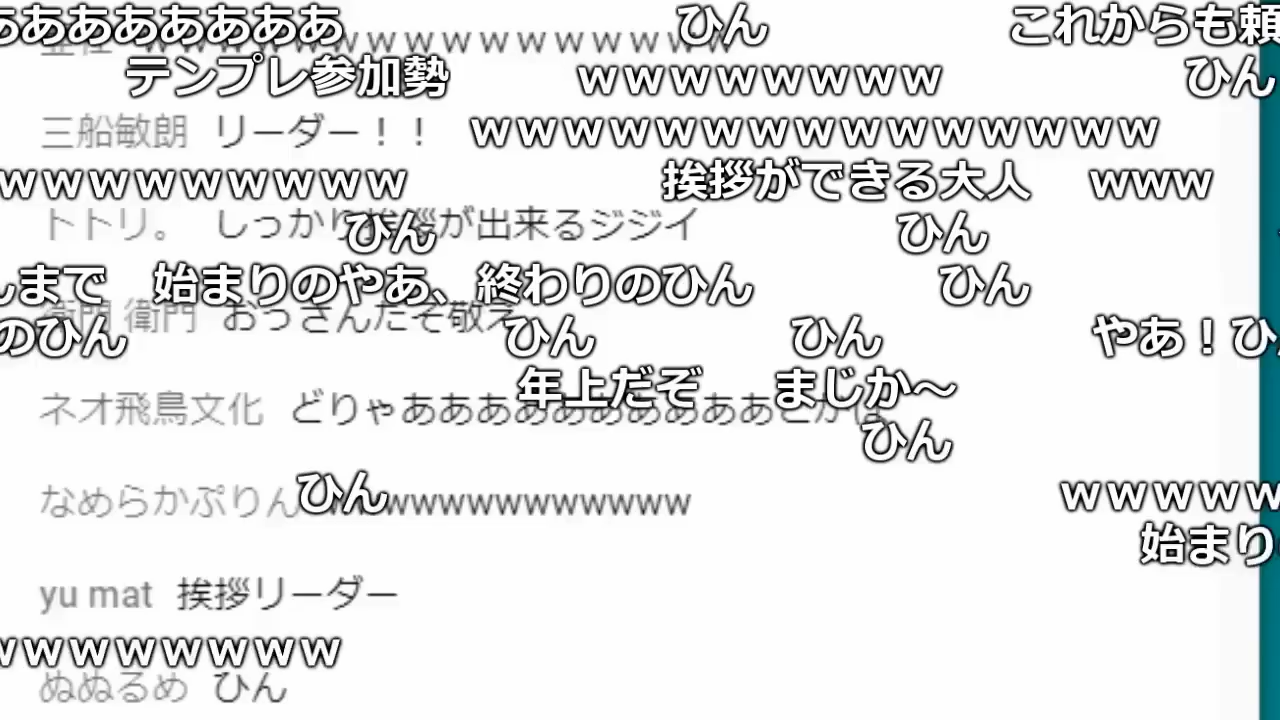 ああああああああ ひん これからも頼
wwwwwwwwwwwwwww
テンプレ参加勢 wwwwwwwww ひん
三船敏朗 リーダー！！ wwwwwwwwwwwwwwww
wwwwwwwwww 挨拶ができる大人 www
トトリ。 しっかり挨拶が出来るジジイ
ひん ひん
んまで 始まりのやあ、終わりのひん ひん
衛門 おっさんだぞ敬え
のひん ひん ひん やあ！ひ
年上だぞ まじか～
ネオ飛鳥文化 どりゃああああああああああ
ひん
なめらかぷりん wwwwwwwwwwwww
ひん wwwww
始まり
yu mat 挨拶リーダー
wwwwwwww
ぬぬるめ ひん